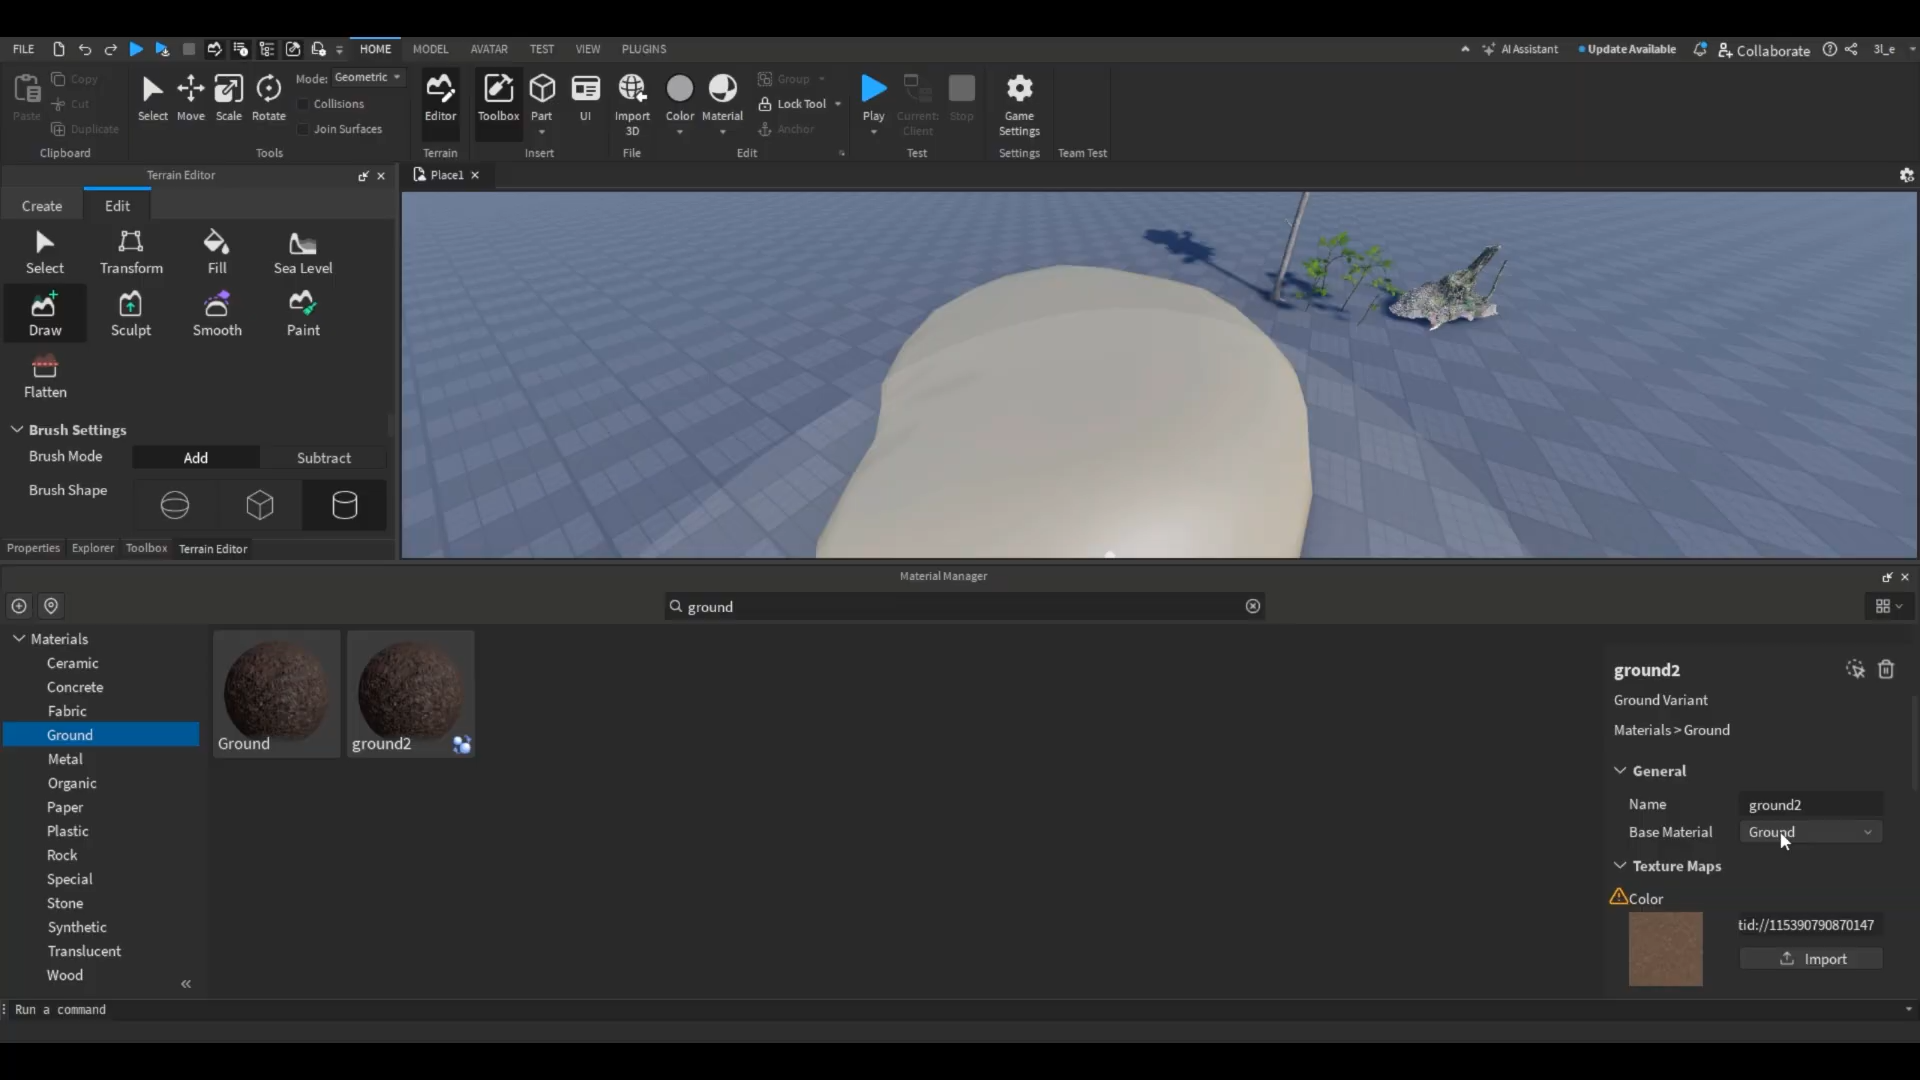 FILE HOME MODEL AVATAR TEST VIEW PLUGINS AI Assistant Update Available Collaborate 3l_e
Paste Copy Cut Duplicate Clipboard
Select Move Scale Rotate Mode: Geometric Collisions Join Surfaces Tools
Editor Terrain
Toolbox Part UI Insert
Import 3D File
Color Material Group Lock Tool Anchor Edit
Play Current: Client Stop Test
Game Settings Settings
Team Test
Terrain Editor
Place1
Create Edit
Select Transform Fill Sea Level
Draw Sculpt Smooth Paint
Flatten
Brush Settings
Brush Mode Add Subtract
Brush Shape
Properties Explorer Toolbox Terrain Editor
Material Manager
ground
Materials
Ceramic
Concrete
Fabric
Ground
Metal
Organic
Paper
Plastic
Rock
Special
Stone
Synthetic
Translucent
Wood
«
Ground ground2
ground2
Ground Variant
Materials > Ground
General
Name ground2
Base Material Ground
Texture Maps
Color
tid://115390790870147
Import
Run a command